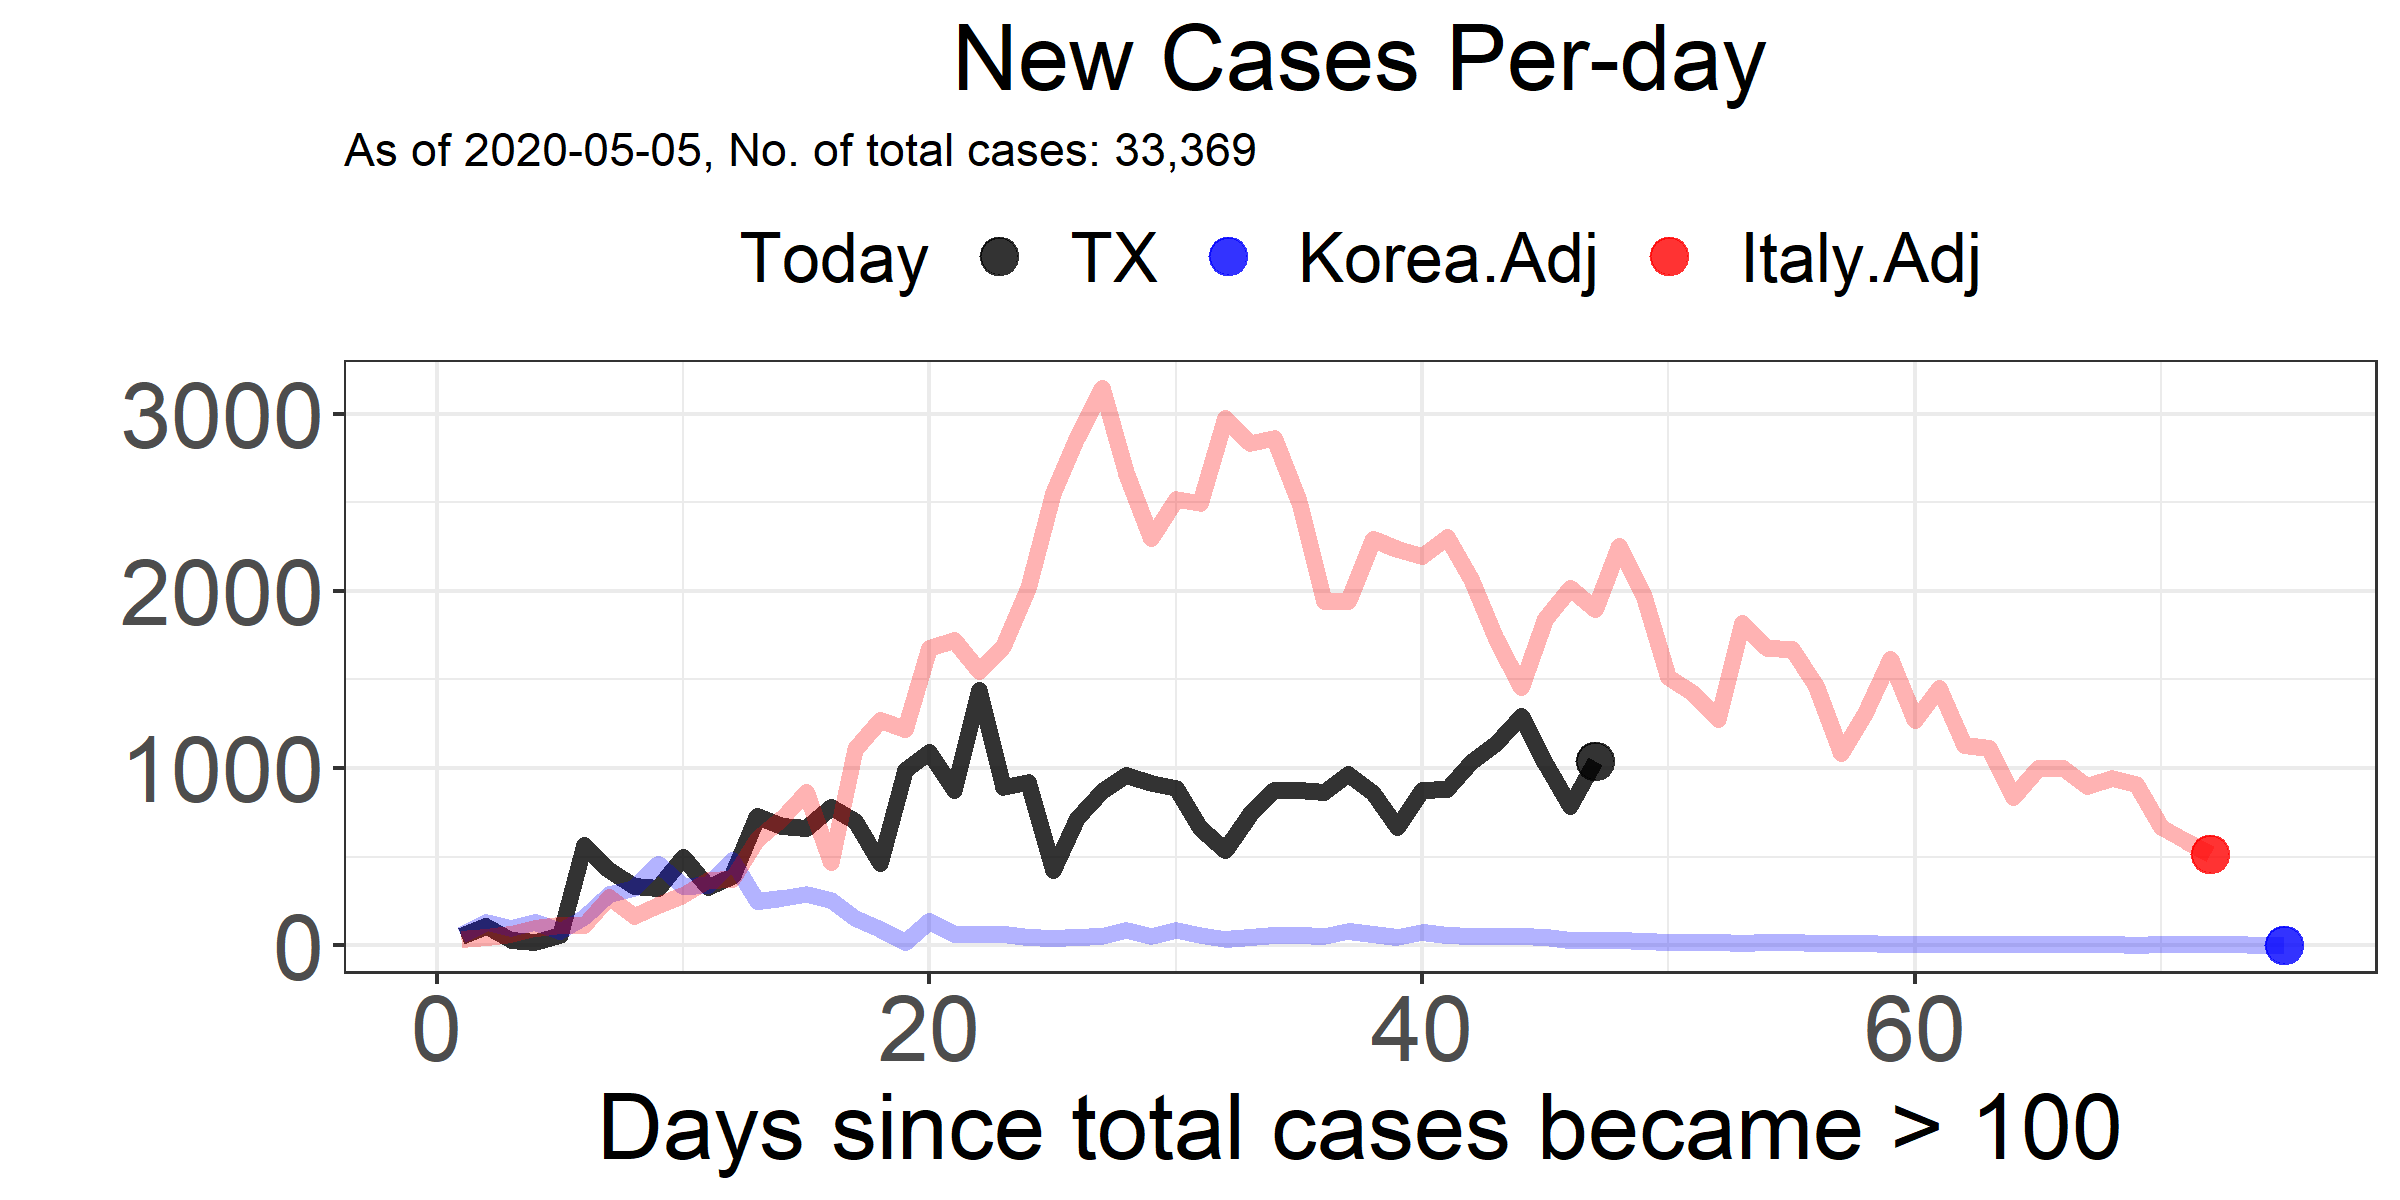 New Cases Per-day
As of 2020-05-05, No. of total cases: 33,369
Today TX Korea.Adj Italy.Adj
3000
2000
1000
0
0 20 40 60
Days since total cases became > 100